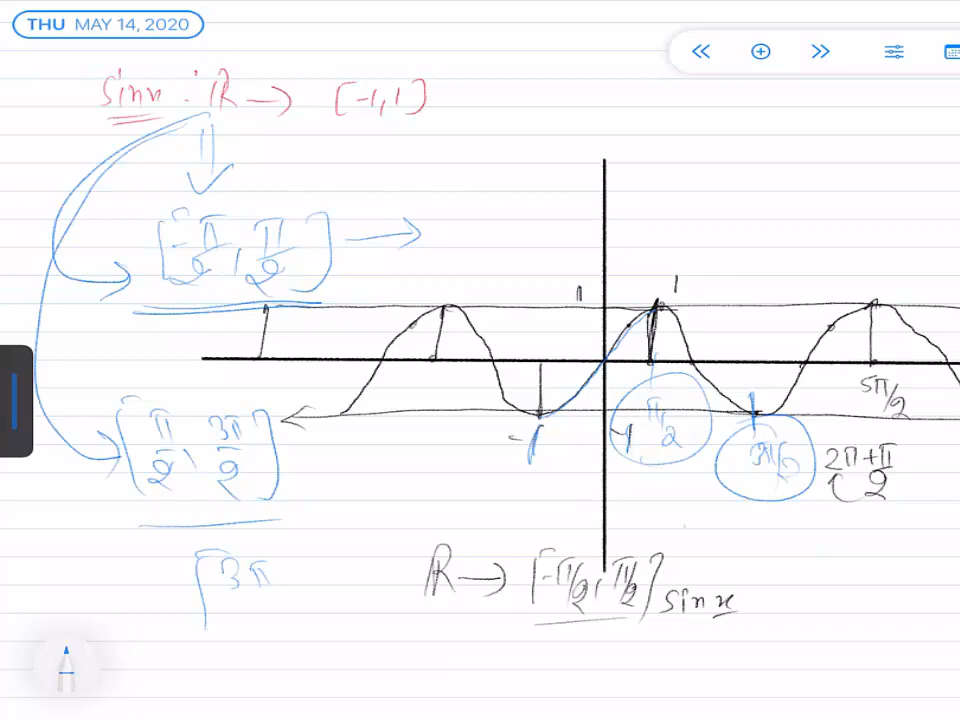 THU MAY 14, 2020
sinx : R → [-1, 1]
[-π/2, π/2] →
1 1
5π/2
-1 -1 π/2
[π/2, 3π/2] 3π/2 2π+π/2
[3π
R → [-π/2, π/2] sin x